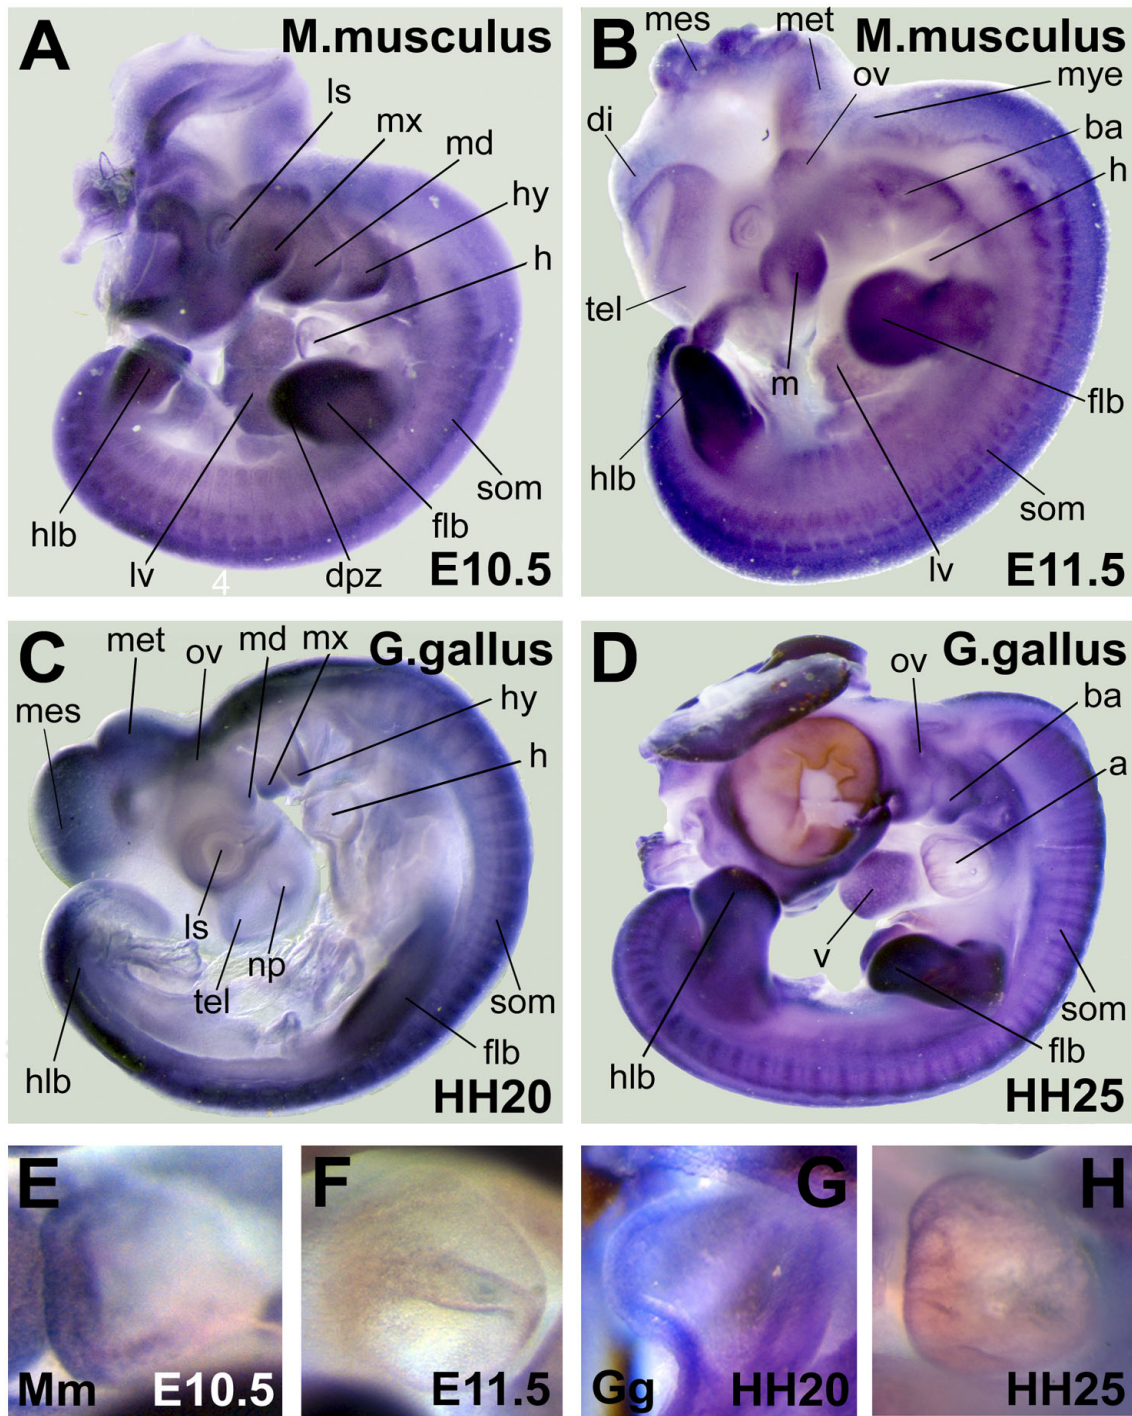 A
M.musculus
ls
mx
md
hy
h
hlb
lv
4
dpz
flb
som
E10.5
B
M.musculus
mes
met
ov
mye
di
ba
h
tel
m
flb
hlb
som
lv
E11.5
C
G.gallus
met
ov
md
mx
mes
hy
h
ls
np
tel
som
flb
hlb
HH20
D
G.gallus
ov
ba
a
v
som
flb
hlb
HH25
E
Mm
E10.5
F
E11.5
G
Gg
HH20
H
HH25